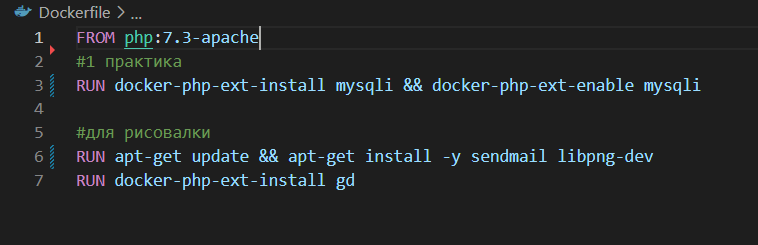 Dockerfile > ...
1 FROM php:7.3-apache
2 #1 практика
3 RUN docker-php-ext-install mysqli && docker-php-ext-enable mysqli
4
5 #для рисовалки
6 RUN apt-get update && apt-get install -y sendmail libpng-dev
7 RUN docker-php-ext-install gd